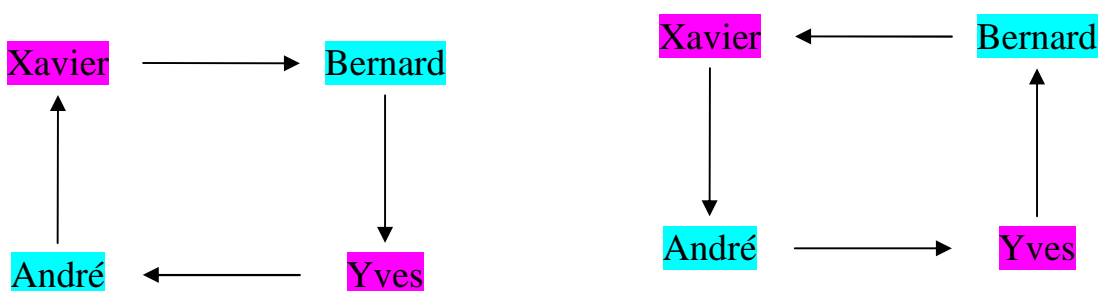 Xavier
Bernard
André
Yves
Xavier
Bernard
André
Yves